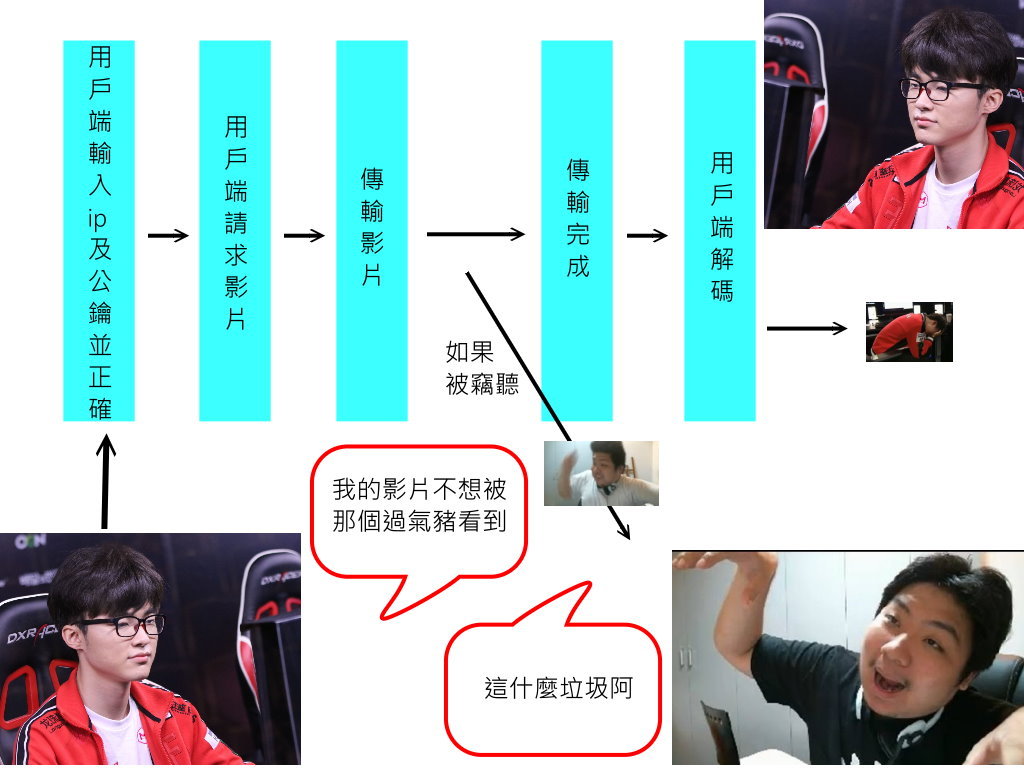 用戶端輸入ip及公鑰並正確
用戶端請求影片
傳輸影片
傳輸完成
用戶端解碼
如果
被竊聽
我的影片不想被
那個過氣豬看到
這什麼垃圾阿